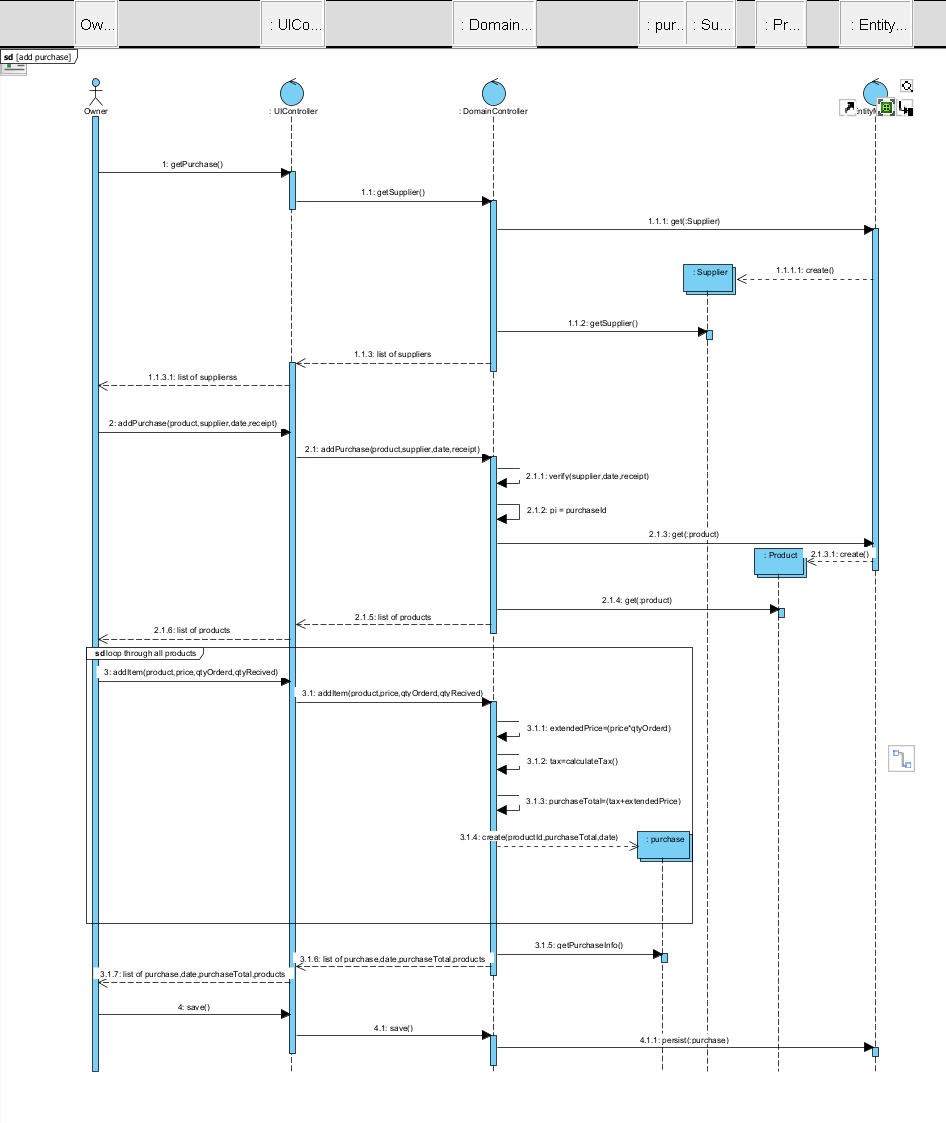 Ow...
: UICo...
: Domain...
: pur...
: Su...
: Pr...
: Entity...
sd [add purchase]
Owner
: UIController
: DomainController
1: getPurchase()
1.1: getSupplier()
1.1.1: get(:Supplier)
: Supplier
1.1.1.1: create()
1.1.2: getSupplier()
1.1.3: list of suppliers
1.1.3.1: list of supplierss
2: addPurchase(product,supplier,date,receipt)
2.1: addPurchase(product,supplier,date,receipt)
2.1.1: verify(supplier,date,receipt)
2.1.2: pi = purchaseId
2.1.3: get(:product)
: Product
2.1.3.1: create()
2.1.4: get(:product)
2.1.5: list of products
2.1.6: list of products
sd loop through all products
3: addItem(product,price,qtyOrderd,qtyRecived)
3.1: addItem(product,price,qtyOrderd,qtyRecived)
3.1.1: extendedPrice=(price*qtyOrderd)
3.1.2: tax=calculateTax()
3.1.3: purchaseTotal=(tax+extendedPrice)
3.1.4: create(productId,purchaseTotal,date)
: purchase
3.1.5: getPurchaseInfo()
3.1.6: list of purchase,date,purchaseTotal,products
3.1.7: list of purchase,date,purchaseTotal,products
4: save()
4.1: save()
4.1.1: persist(:purchase)